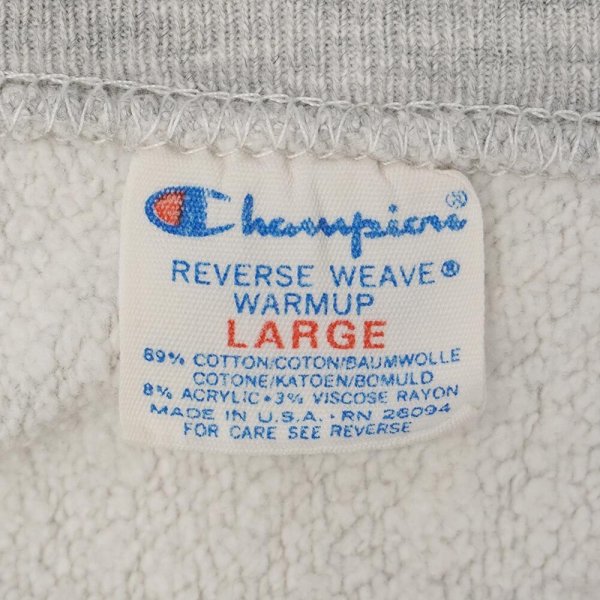 Champion®
REVERSE WEAVE®
WARMUP
LARGE
89% COTTON/COTON/BAUMWOLLE
COTONE/KATOEN/BOMULD
8% ACRYLIC • 3% VISCOSE RAYON
MADE IN U.S.A. • RN 26094
FOR CARE SEE REVERSE